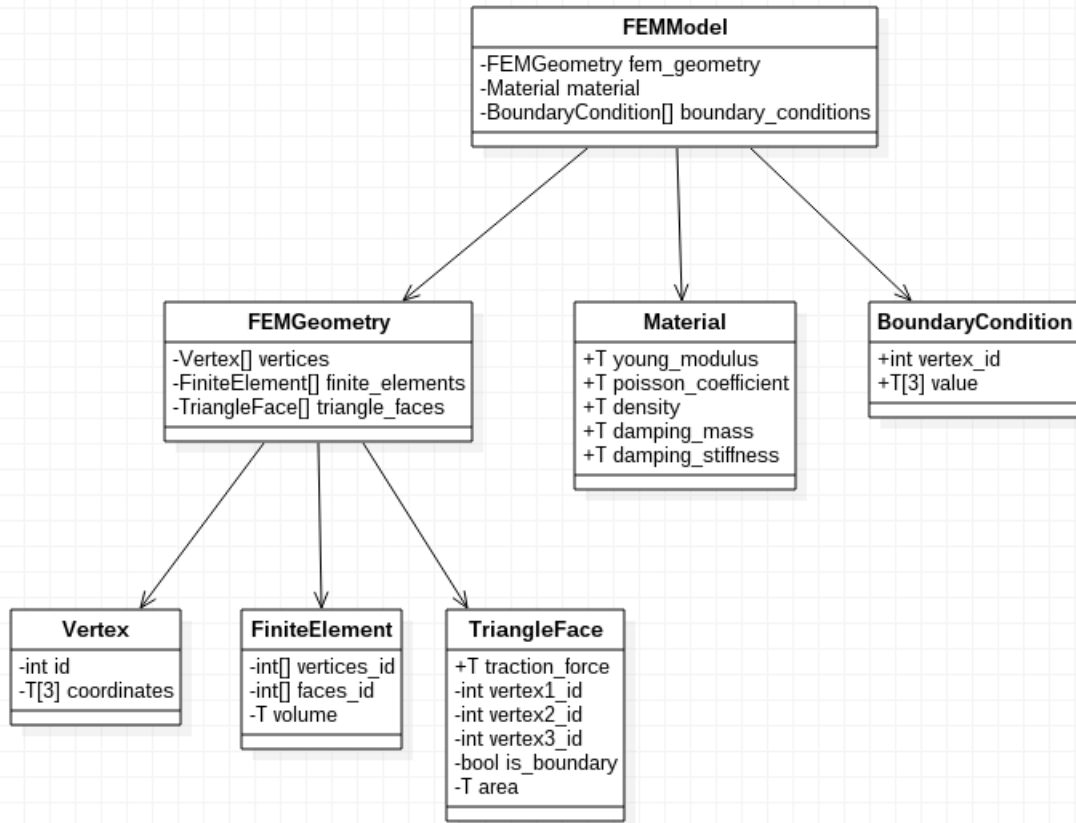 FEMModel
-FEMGeometry fem_geometry
-Material material
-BoundaryCondition[] boundary_conditions
FEMGeometry
-Vertex[] vertices
-FiniteElement[] finite_elements
-TriangleFace[] triangle_faces
Material
+T young_modulus
+T poisson_coefficient
+T density
+T damping_mass
+T damping_stiffness
BoundaryCondition
+int vertex_id
+T[3] value
Vertex
-int id
-T[3] coordinates
FiniteElement
-int[] vertices_id
-int[] faces_id
-T volume
TriangleFace
+T traction_force
-int vertex1_id
-int vertex2_id
-int vertex3_id
-bool is_boundary
-T area